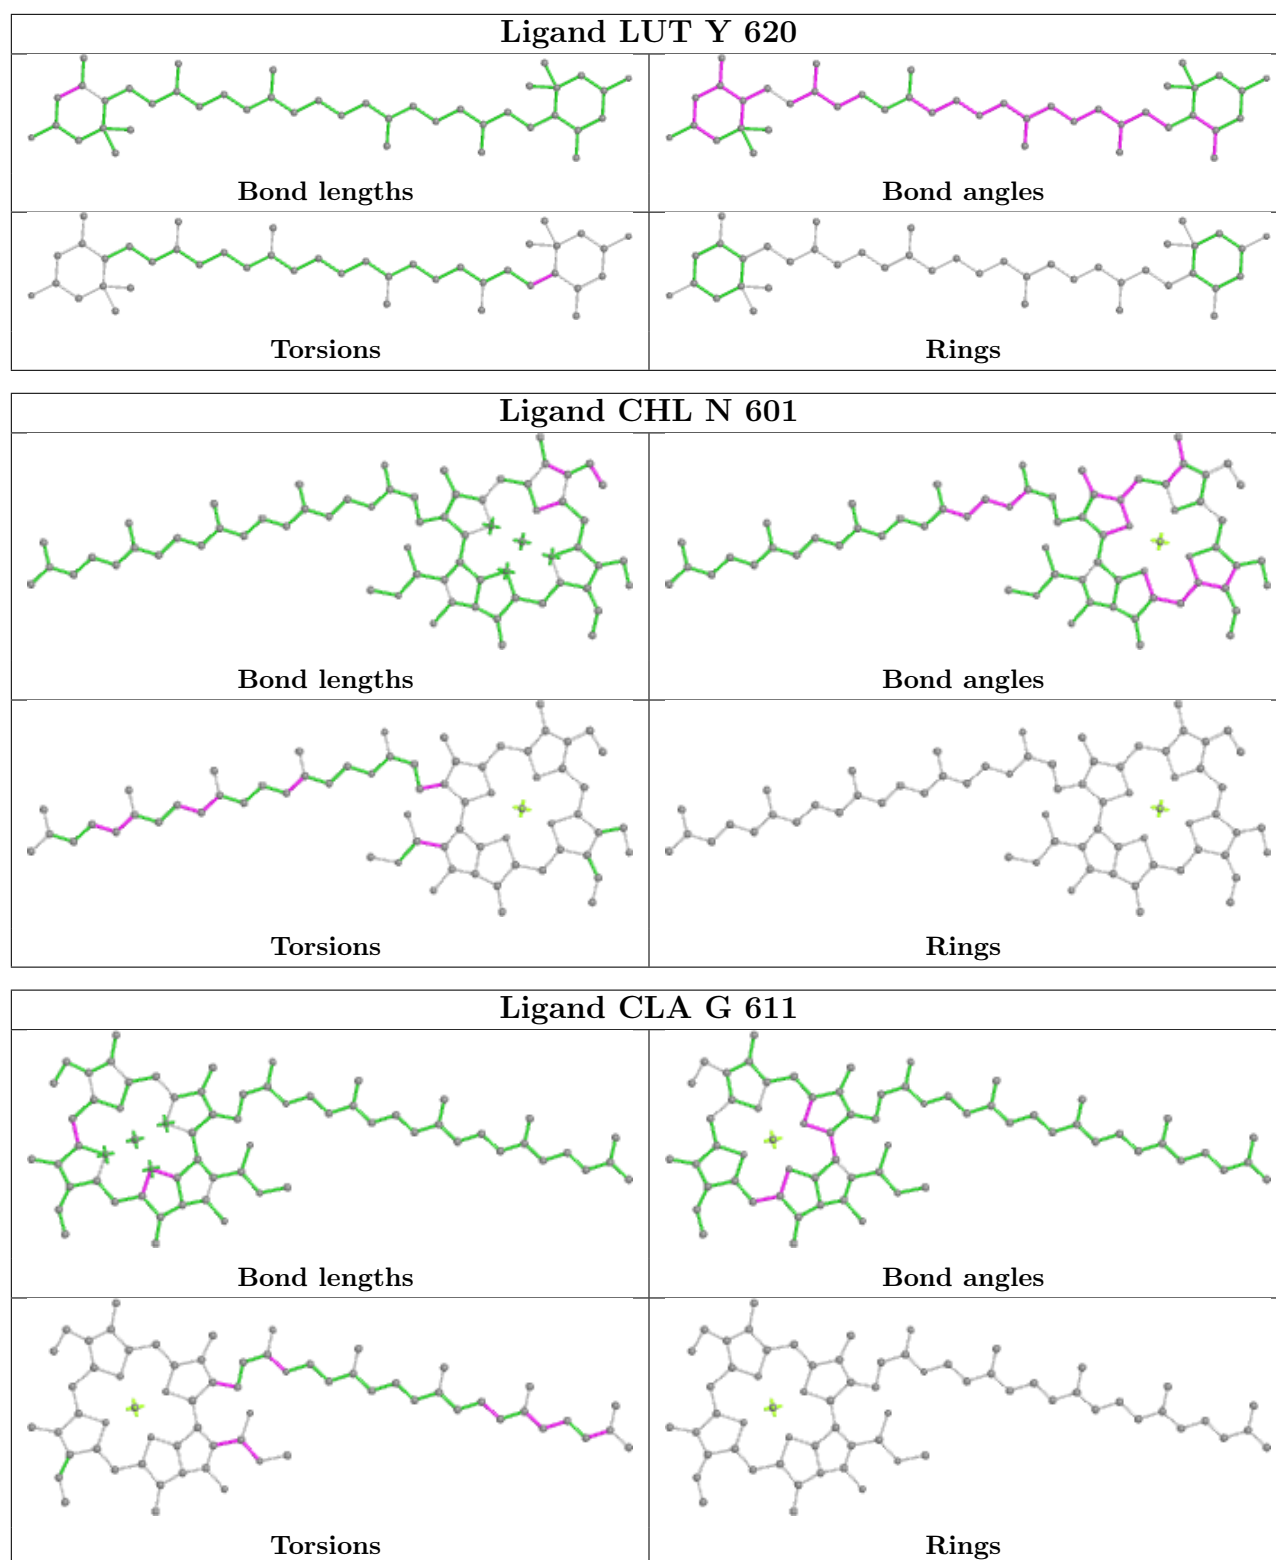 Ligand LUT Y 620
Bond lengths
Bond angles
Torsions
Rings
Ligand CHL N 601
Bond lengths
Bond angles
Torsions
Rings
Ligand CLA G 611
Bond lengths
Bond angles
Torsions
Rings